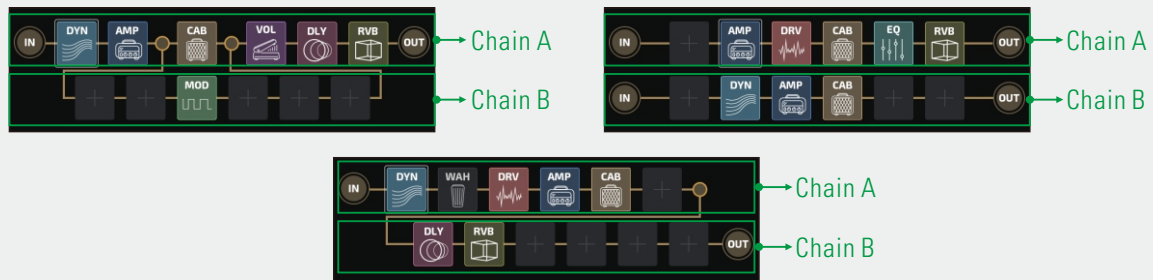 IN DYN AMP CAB VOL DLY RVB OUT Chain A
MOD Chain B
IN AMP DRV CAB EQ RVB OUT Chain A
IN DYN AMP CAB OUT Chain B
IN DYN WAH DRV AMP CAB Chain A
DLY RVB OUT Chain B